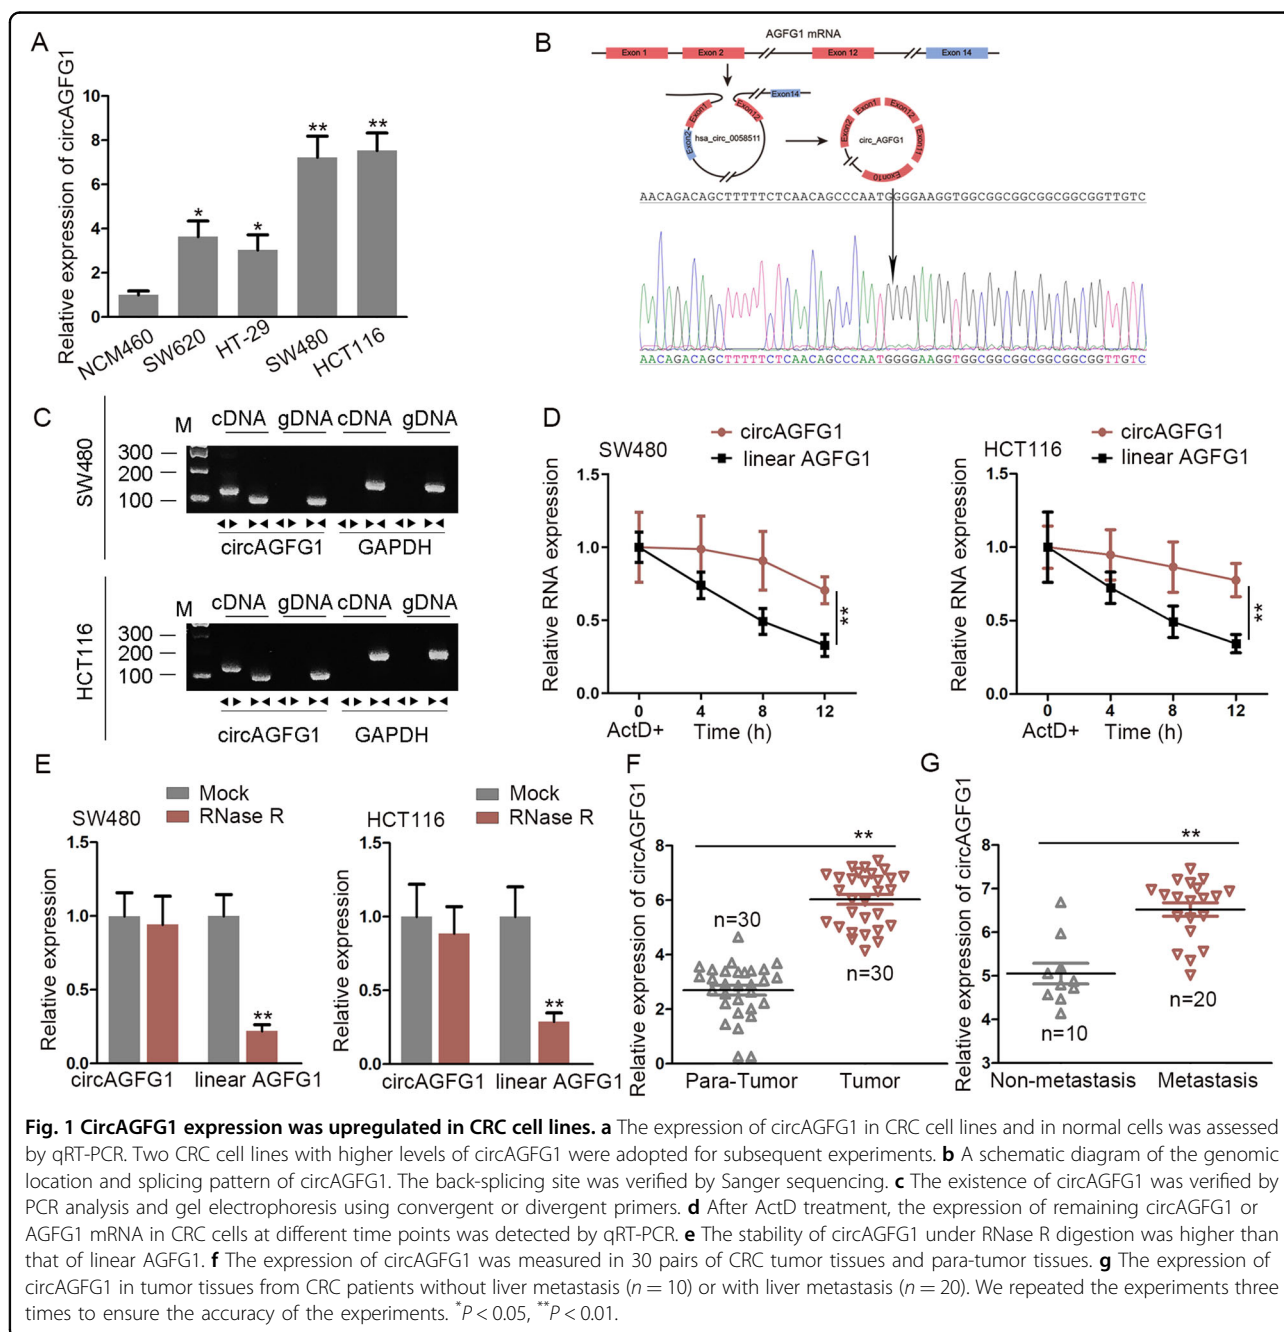 A
Relative expression of circAGFG1
10
8
6
4
2
0
*
*
**
**
NCM460
SW620
HT-29
SW480
HCT116
B
AGFG1 mRNA
Exon 1
Exon 2
Exon 12
Exon 14
Exon14
Exon1
Exon12
Exon2
hsa_circ_0058511
Exon1
Exon12
Exon2
Exon11
circ_AGFG1
Exon10
AACAGACAGCTTTTTCTCAACAGCCCAATGGGGAAGGTGGCGGCGGCGGCGGTTGTC
AACAGACAGCTTTTTCTCAACAGCCCAATGGGGAAGGTGGCGGCGGCGGCGGTTGTC
C
SW480
M
cDNA gDNA cDNA gDNA
300
200
100
circAGFG1
GAPDH
HCT116
M
cDNA gDNA cDNA gDNA
300
200
100
circAGFG1
GAPDH
D
SW480
circAGFG1
linear AGFG1
Relative RNA expression
1.5
1.0
0.5
0.0
**
0 4 8 12
ActD+
Time (h)
HCT116
circAGFG1
linear AGFG1
Relative RNA expression
1.5
1.0
0.5
0.0
**
0 4 8 12
ActD+
Time (h)
E
SW480
Mock
RNase R
Relative expression
1.5
1.0
0.5
0.0
**
circAGFG1
linear AGFG1
HCT116
Mock
RNase R
Relative expression
1.5
1.0
0.5
0.0
**
circAGFG1
linear AGFG1
F
Relative expression of circAGFG1
8
6
4
2
0
**
n=30
n=30
Para-Tumor
Tumor
G
Relative expression of circAGFG1
8
7
6
5
4
3
**
n=10
n=20
Non-metastasis
Metastasis
Fig. 1 CircAGFG1 expression was upregulated in CRC cell lines. a The expression of circAGFG1 in CRC cell lines and in normal cells was assessed
by qRT-PCR. Two CRC cell lines with higher levels of circAGFG1 were adopted for subsequent experiments. b A schematic diagram of the genomic
location and splicing pattern of circAGFG1. The back-splicing site was verified by Sanger sequencing. c The existence of circAGFG1 was verified by
PCR analysis and gel electrophoresis using convergent or divergent primers. d After ActD treatment, the expression of remaining circAGFG1 or
AGFG1 mRNA in CRC cells at different time points was detected by qRT-PCR. e The stability of circAGFG1 under RNase R digestion was higher than
that of linear AGFG1. f The expression of circAGFG1 was measured in 30 pairs of CRC tumor tissues and para-tumor tissues. g The expression of
circAGFG1 in tumor tissues from CRC patients without liver metastasis (n = 10) or with liver metastasis (n = 20). We repeated the experiments three
times to ensure the accuracy of the experiments. *P < 0.05, **P < 0.01.